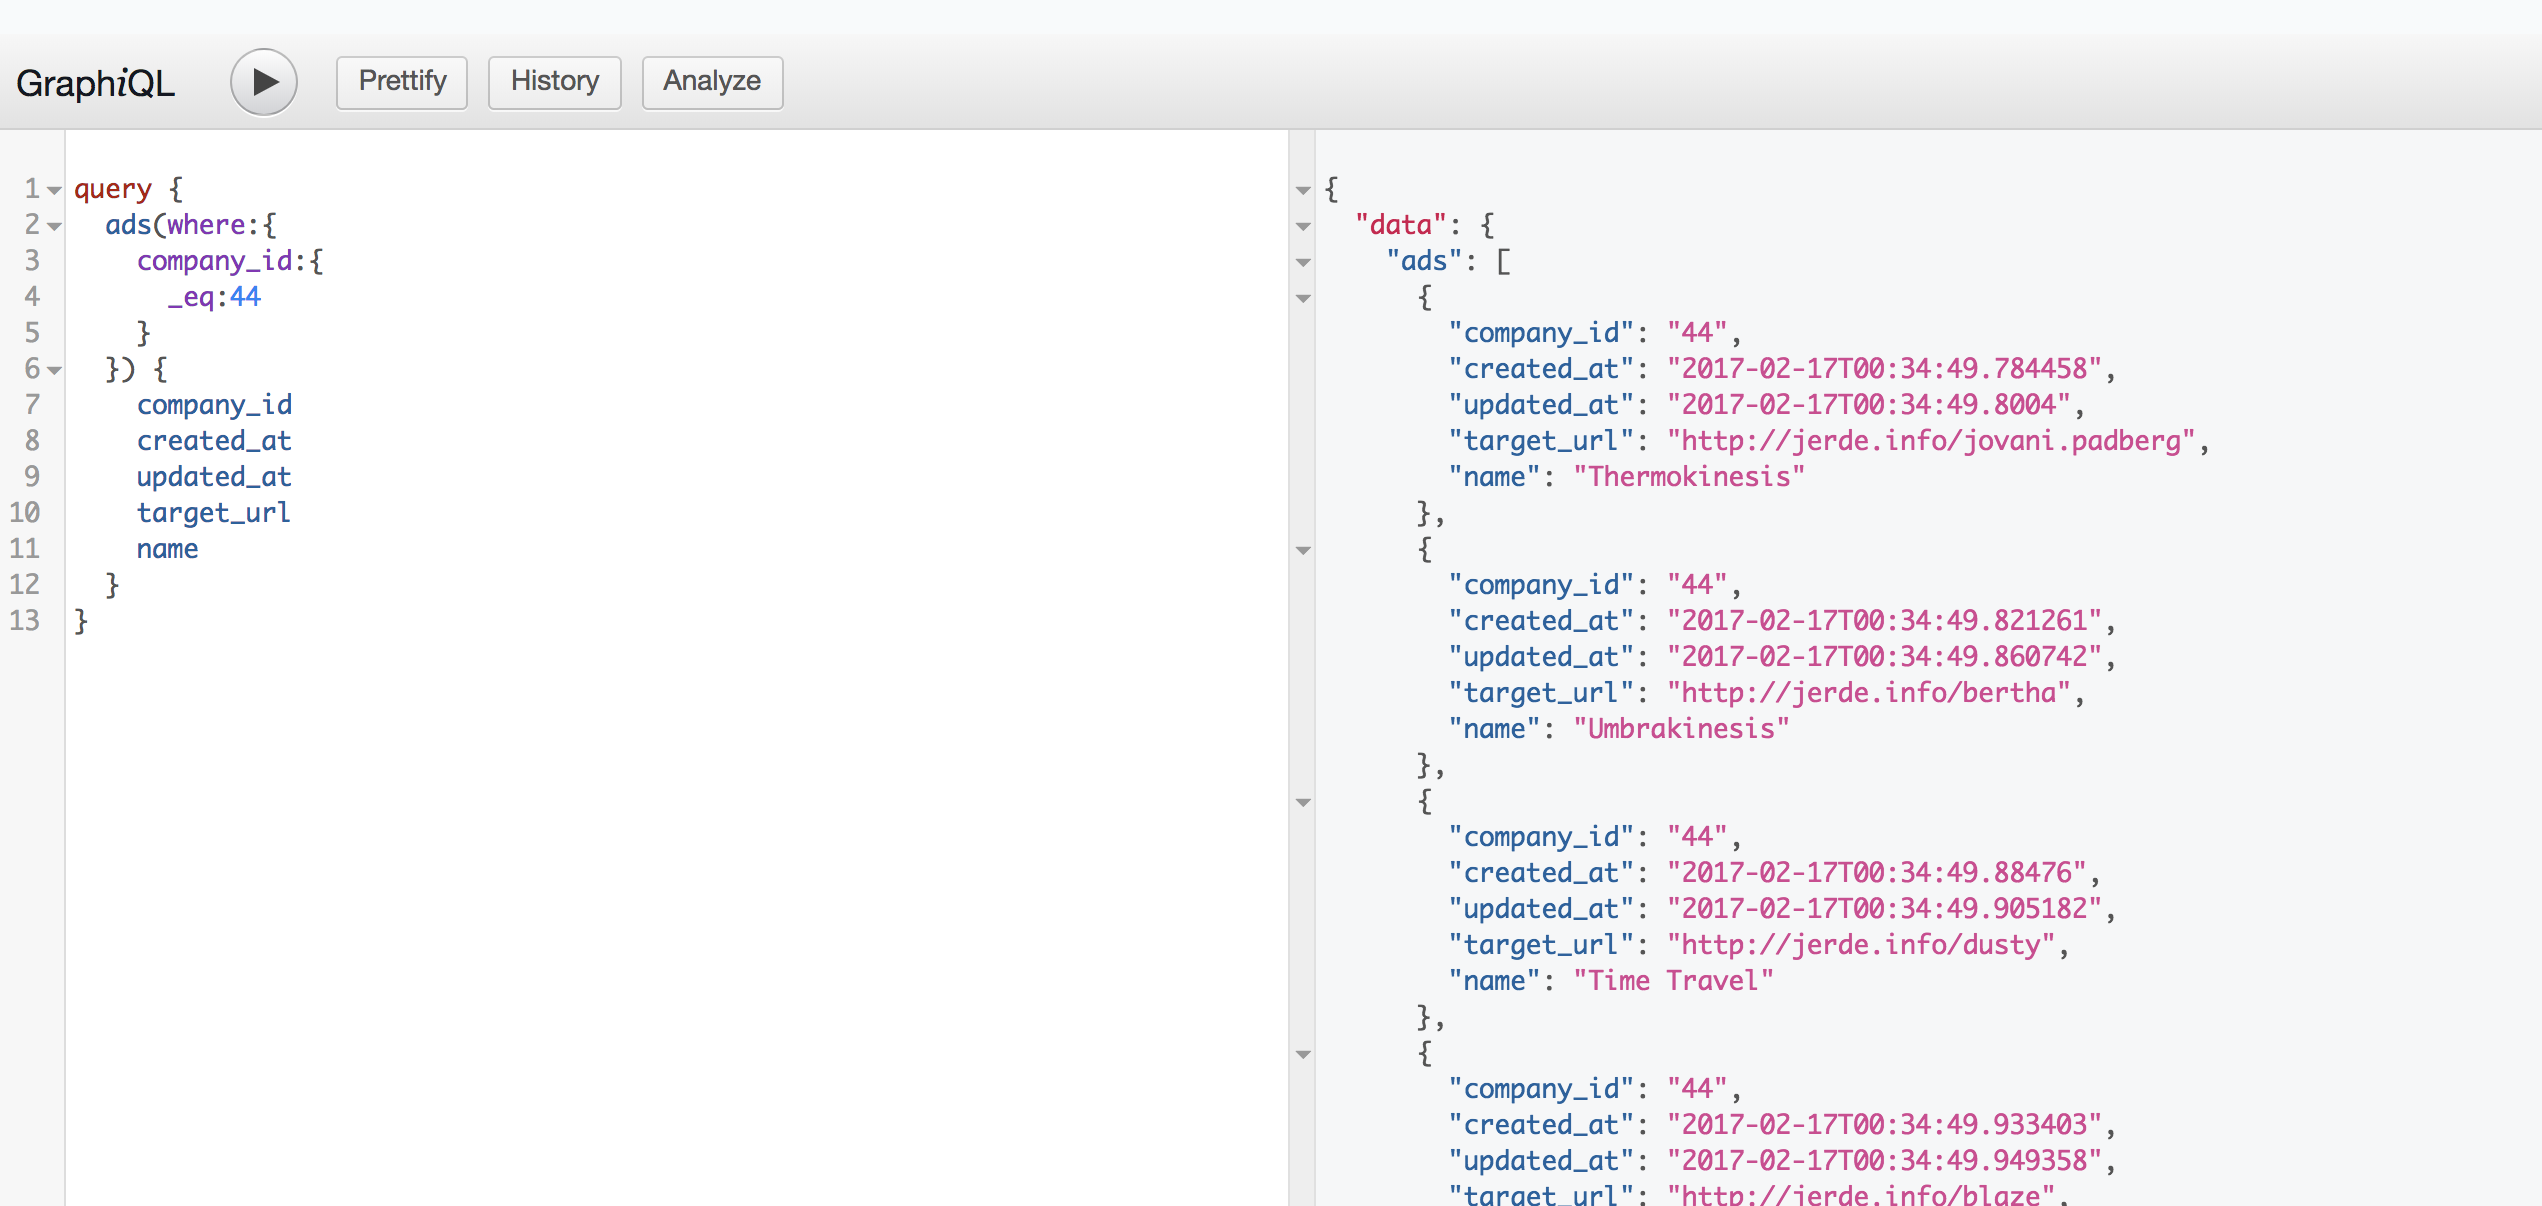 GraphiQL Prettify History Analyze
1 query {
2 ads(where:{
3 company_id:{
4 _eq:44
5 }
6 }) {
7 company_id
8 created_at
9 updated_at
10 target_url
11 name
12 }
13 }
{
"data": {
"ads": [
{
"company_id": "44",
"created_at": "2017-02-17T00:34:49.784458",
"updated_at": "2017-02-17T00:34:49.8004",
"target_url": "http://jerde.info/jovani.padberg",
"name": "Thermokinesis"
},
{
"company_id": "44",
"created_at": "2017-02-17T00:34:49.821261",
"updated_at": "2017-02-17T00:34:49.860742",
"target_url": "http://jerde.info/bertha",
"name": "Umbrakinesis"
},
{
"company_id": "44",
"created_at": "2017-02-17T00:34:49.88476",
"updated_at": "2017-02-17T00:34:49.905182",
"target_url": "http://jerde.info/dusty",
"name": "Time Travel"
},
{
"company_id": "44",
"created_at": "2017-02-17T00:34:49.933403",
"updated_at": "2017-02-17T00:34:49.949358",
"target_url": "http://jerde.info/blaze",